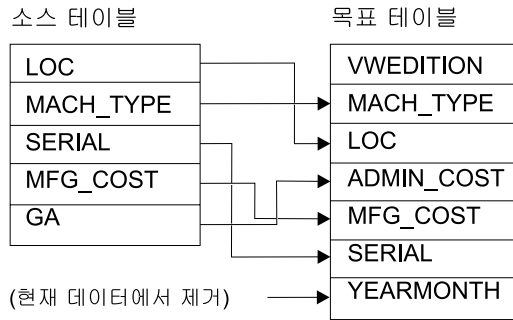 소스 테이블
목표 테이블
LOC
MACH_TYPE
SERIAL
MFG_COST
GA
VWEDITION
MACH_TYPE
LOC
ADMIN_COST
MFG_COST
SERIAL
YEARMONTH
(현재 데이터에서 제거)